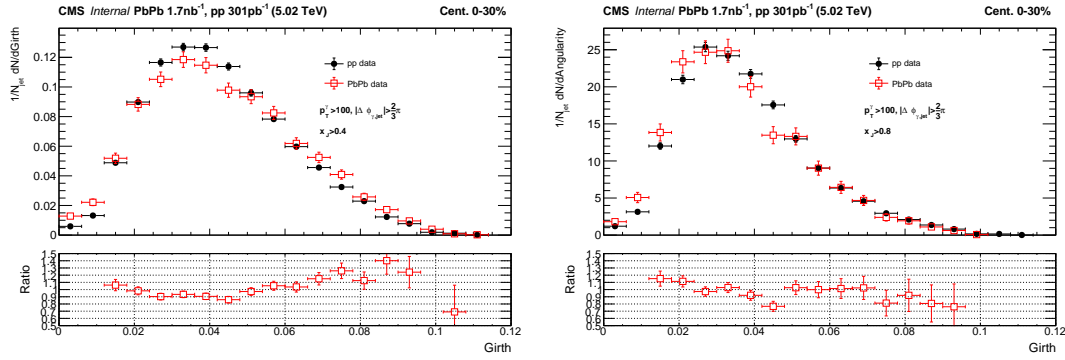 CMS Internal PbPb 1.7nb⁻¹, pp 301pb⁻¹ (5.02 TeV) Cent. 0-30%
1/N_jet dN/dGirth
0.12
0.1
0.08
0.06
0.04
0.02
0
pp data
PbPb data
p_T^γ>100, |Δ φ_γ,jet|>2/3
x_J>0.4
Ratio
1.5
1.4
1.3
1.2
1.1
1
0.9
0.8
0.7
0.6
0.5
0 0.02 0.04 0.06 0.08 0.1 0.12
Girth
CMS Internal PbPb 1.7nb⁻¹, pp 301pb⁻¹ (5.02 TeV) Cent. 0-30%
1/N_jet dN/dAngularity
25
20
15
10
5
0
pp data
PbPb data
p_T^γ>100, |Δ φ_γ,jet|>2/3π
x_J>0.8
Ratio
1.5
1.4
1.3
1.2
1.1
1
0.9
0.8
0.7
0.6
0.5
0 0.02 0.04 0.06 0.08 0.1 0.12
Girth